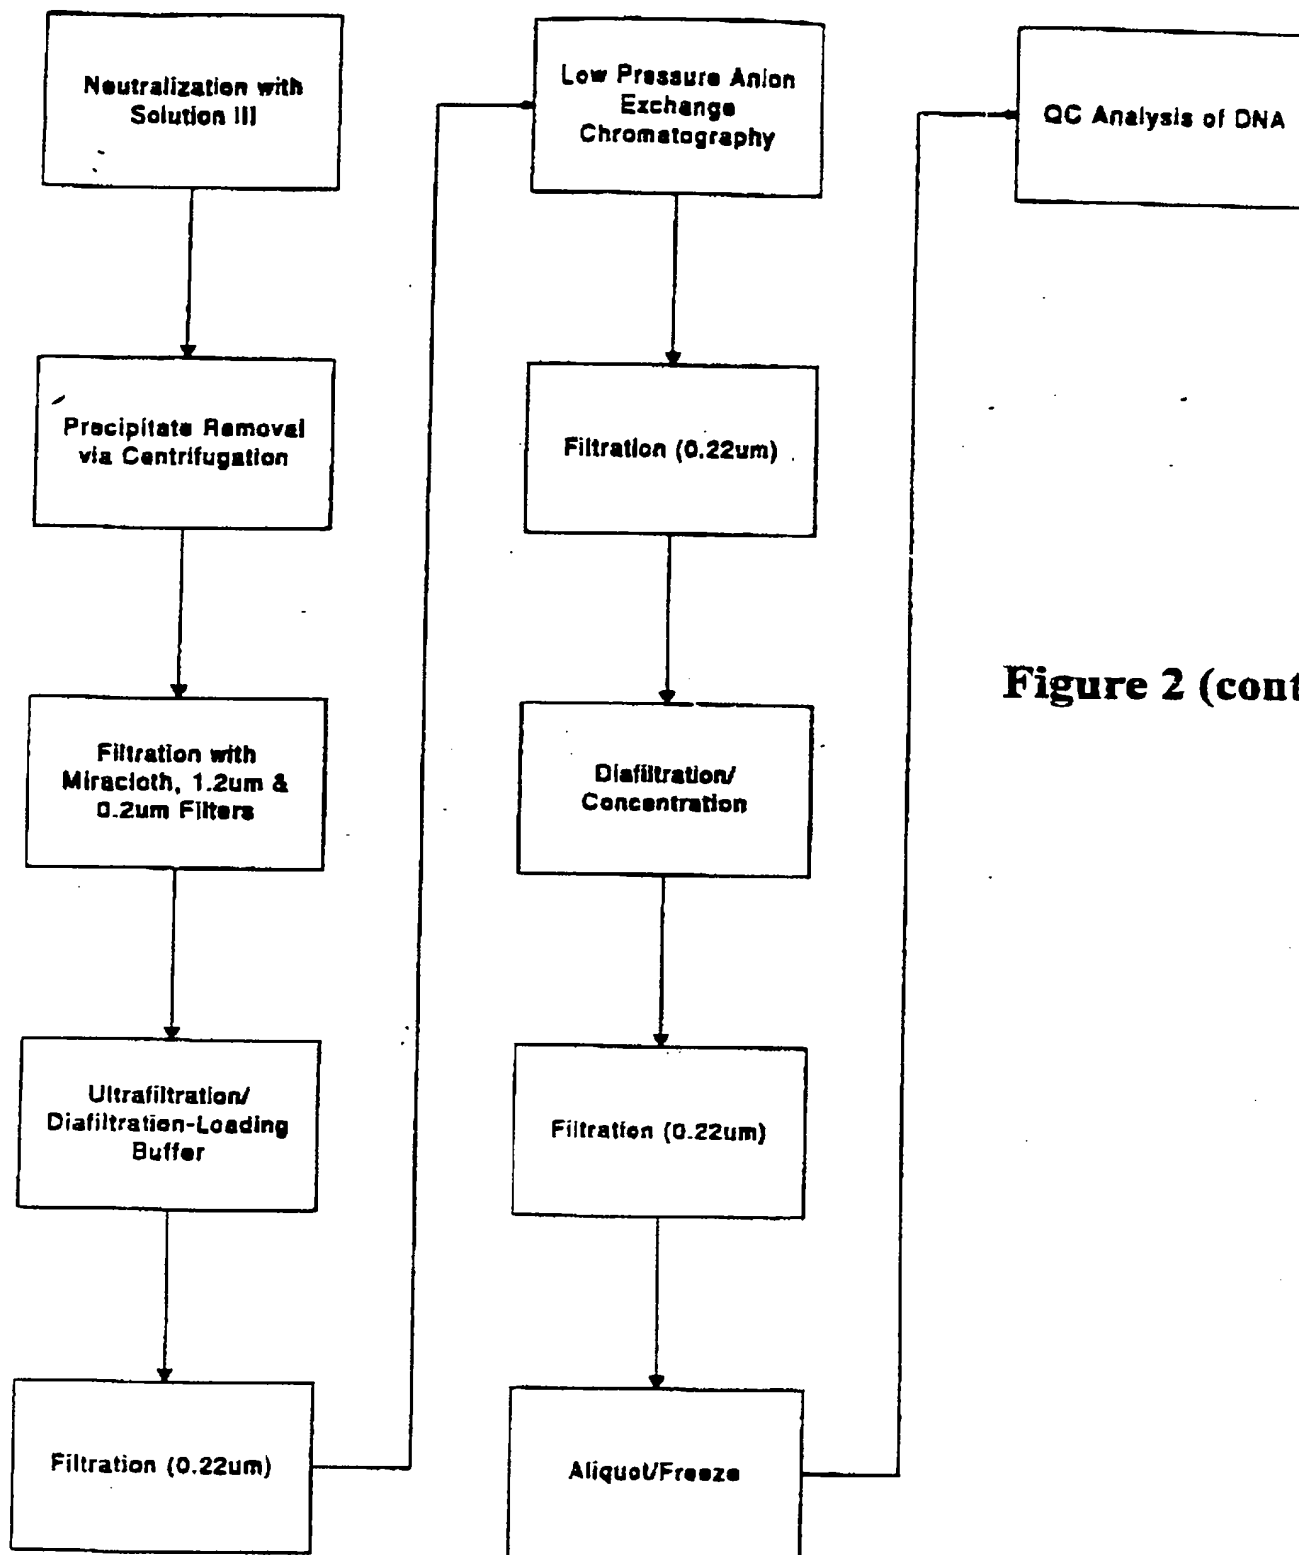 Neutralization with
Solution III
Precipitate Removal
via Centrifugation
Filtration with
Miracloth, 1.2um &
0.2um Filters
Ultrafiltration/
Diafiltration-Loading
Buffer
Filtration (0.22um)
Low Pressure Anion
Exchange
Chromatography
Filtration (0.22um)
Diafiltration/
Concentration
Filtration (0.22um)
Aliquot/Freeze
QC Analysis of DNA
Figure 2 (cont